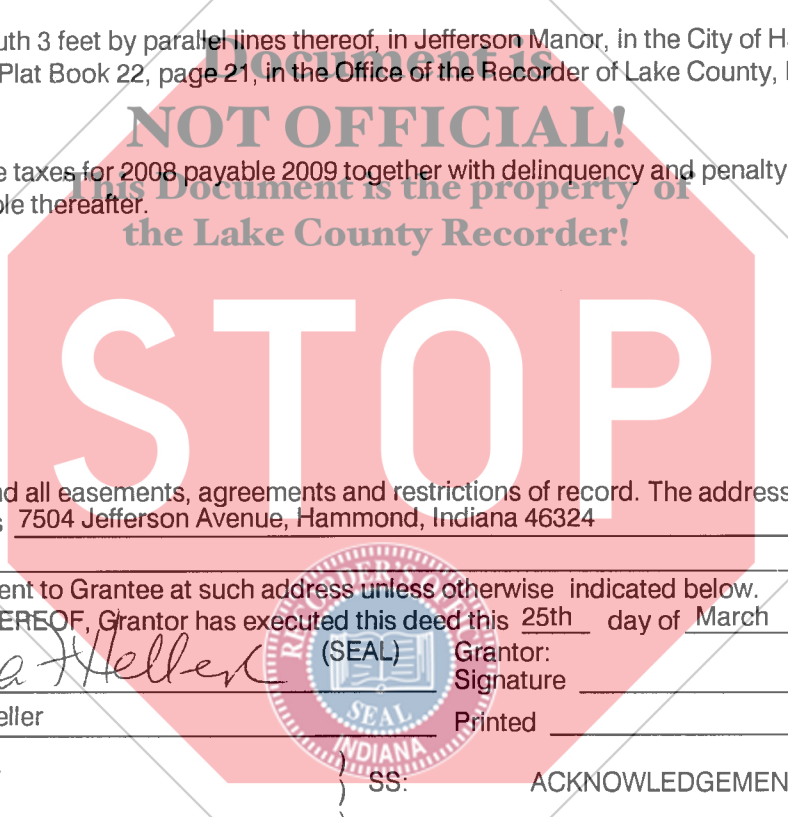 uth 3 feet by parallel lines thereof, in Jefferson Manor, in the City of H
Document is
Plat Book 22, page 21, in the Office of the Recorder of Lake County,
NOT OFFICIAL!
e taxes for 2008 payable 2009 together with delinquency and penalty
This Document is the property of
ole thereafter.
the Lake County Recorder!
STOP
nd all easements, agreements and restrictions of record. The address
s 7504 Jefferson Avenue, Hammond, Indiana 46324
ent to Grantee at such address unless otherwise indicated below.
EREOF, Grantor has executed this deed this 25th day of March
a F Heller (SEAL) Grantor:
Signature
eller Printed
RECORDER'S OFFICE
SEAL
INDIANA
) SS: ACKNOWLEDGEMEN
)